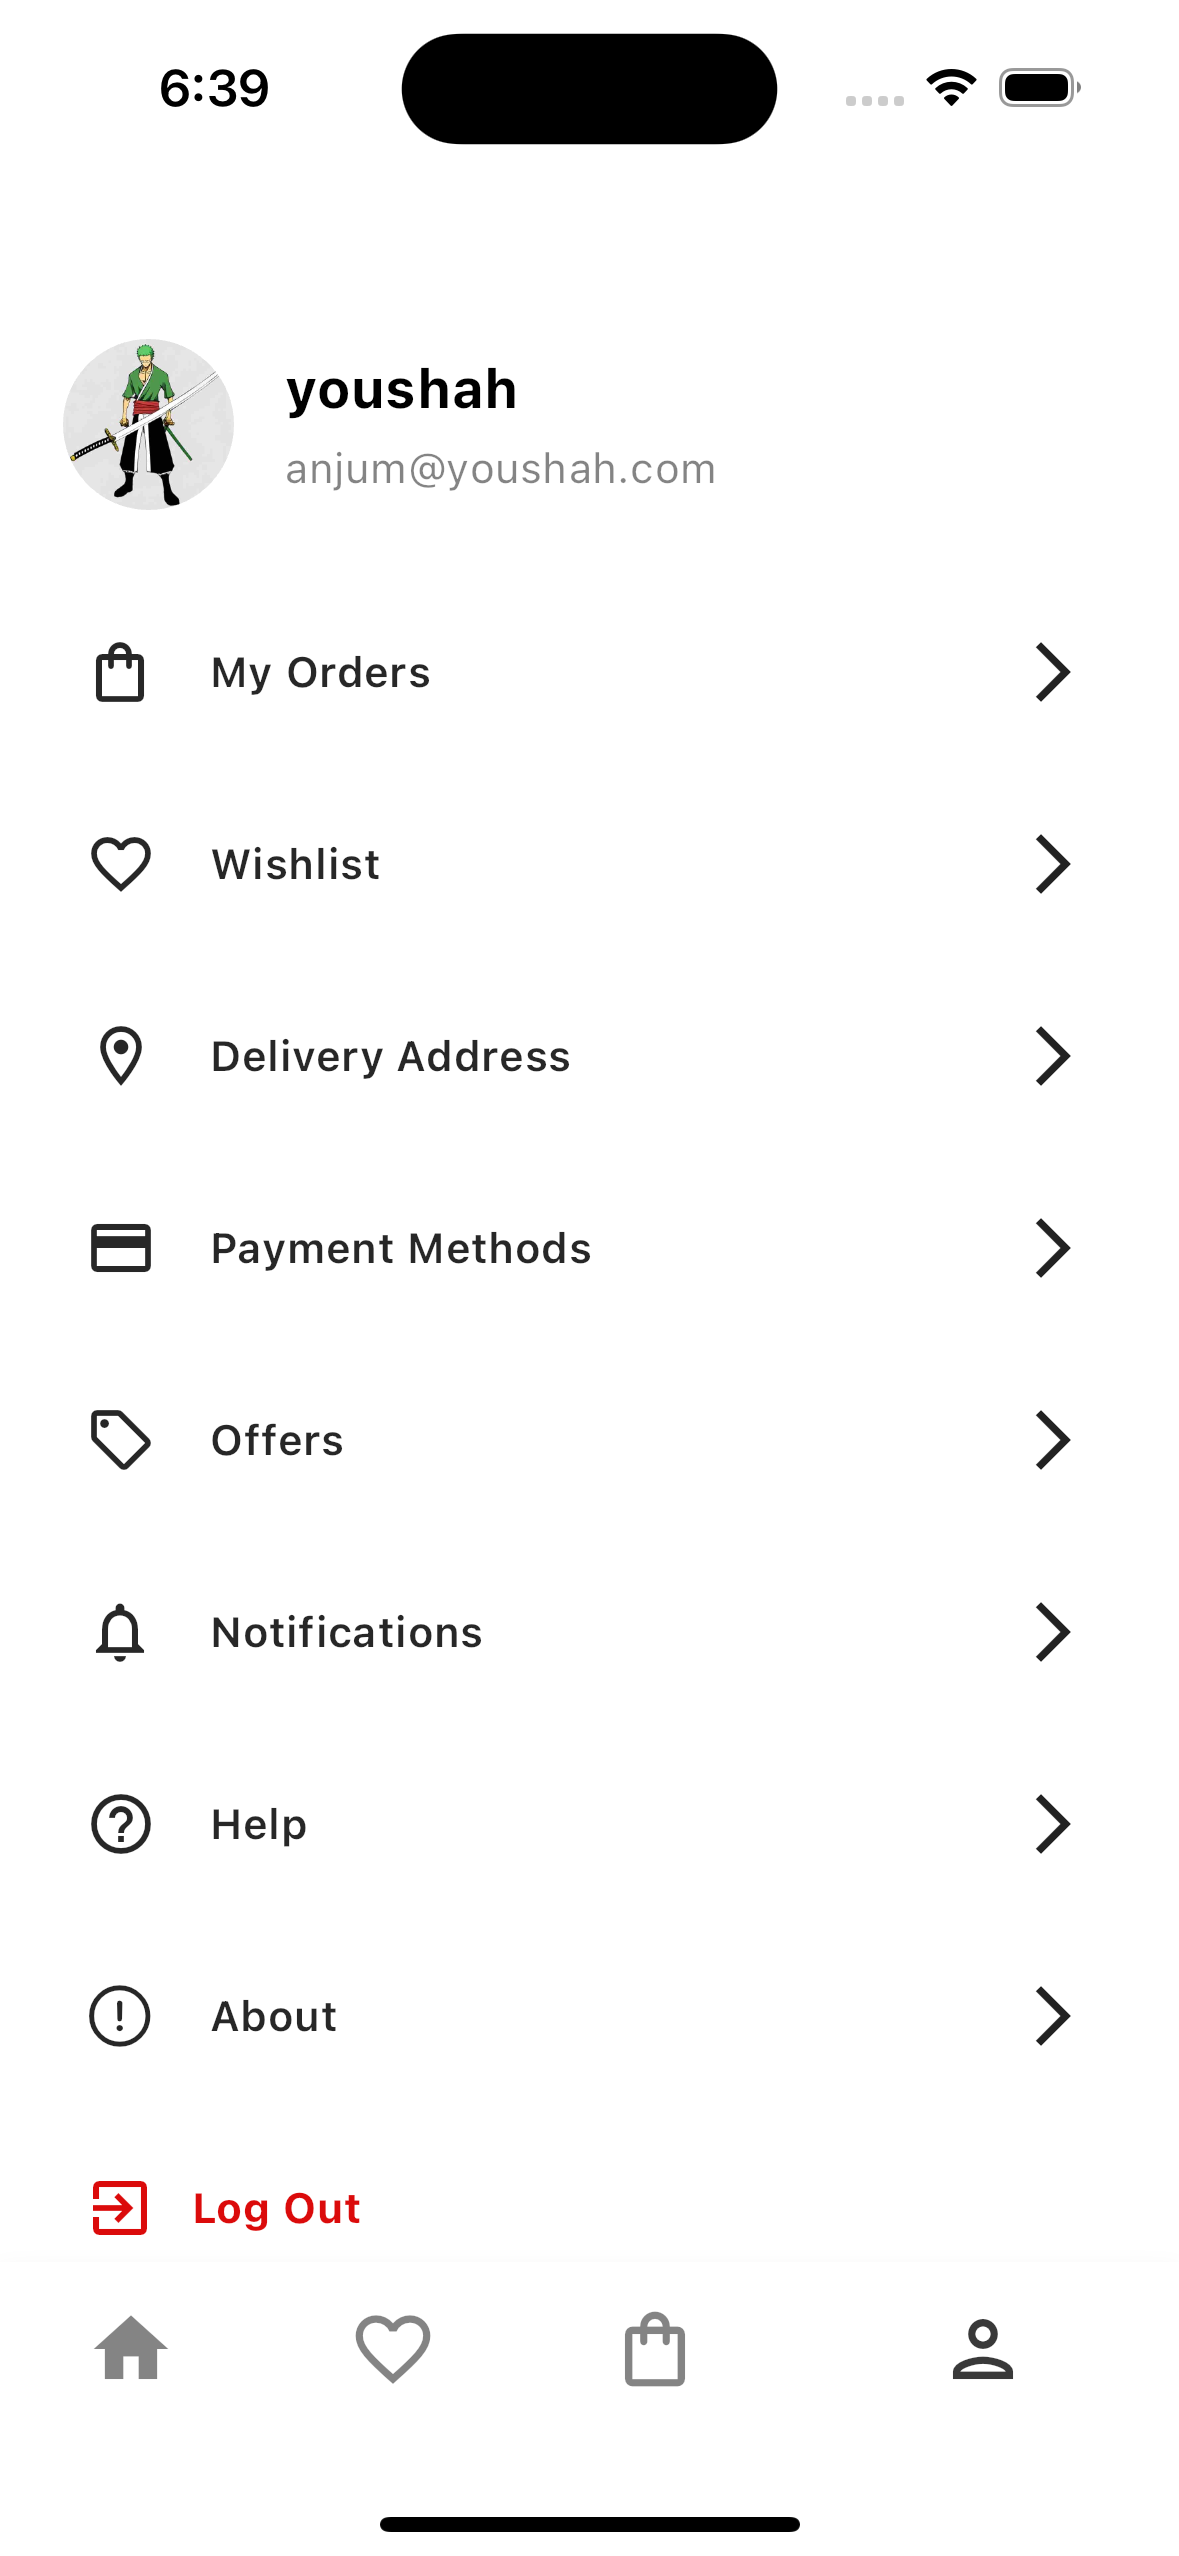 6:39
youshah
anjum@youshah.com
My Orders
Wishlist
Delivery Address
Payment Methods
Offers
Notifications
Help
About
Log Out